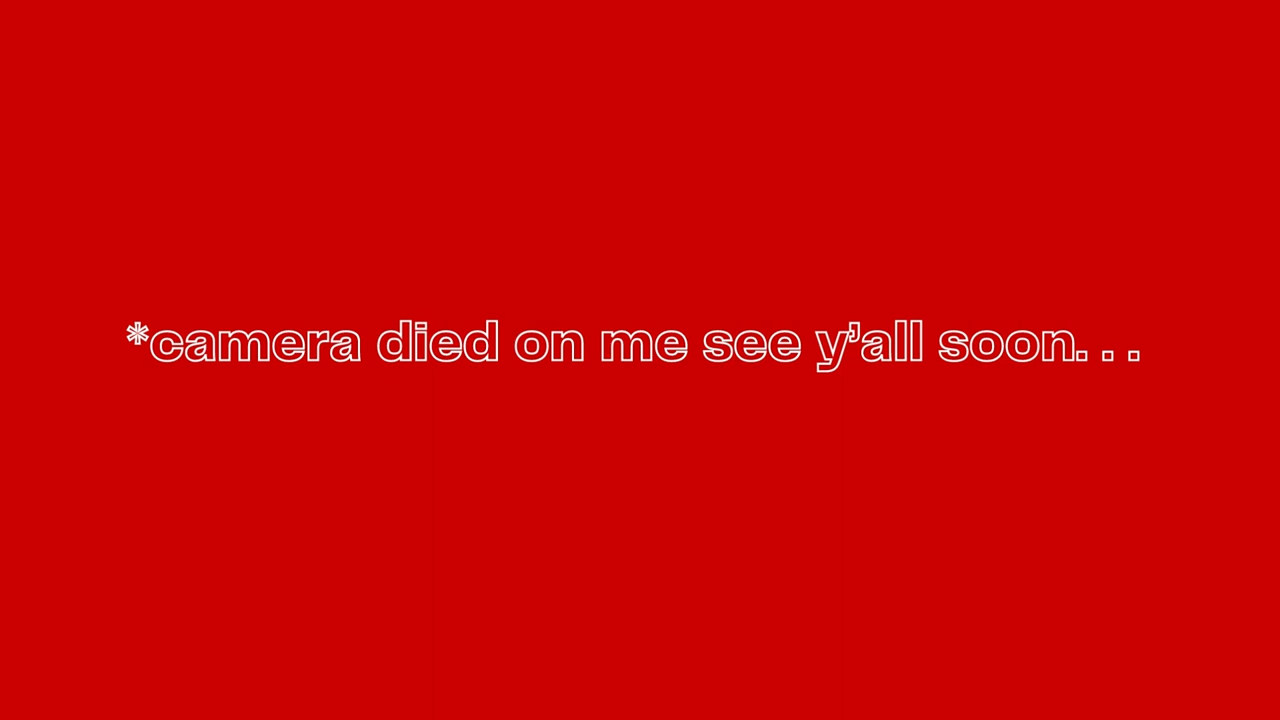 *camera died on me see y’all soon. . .